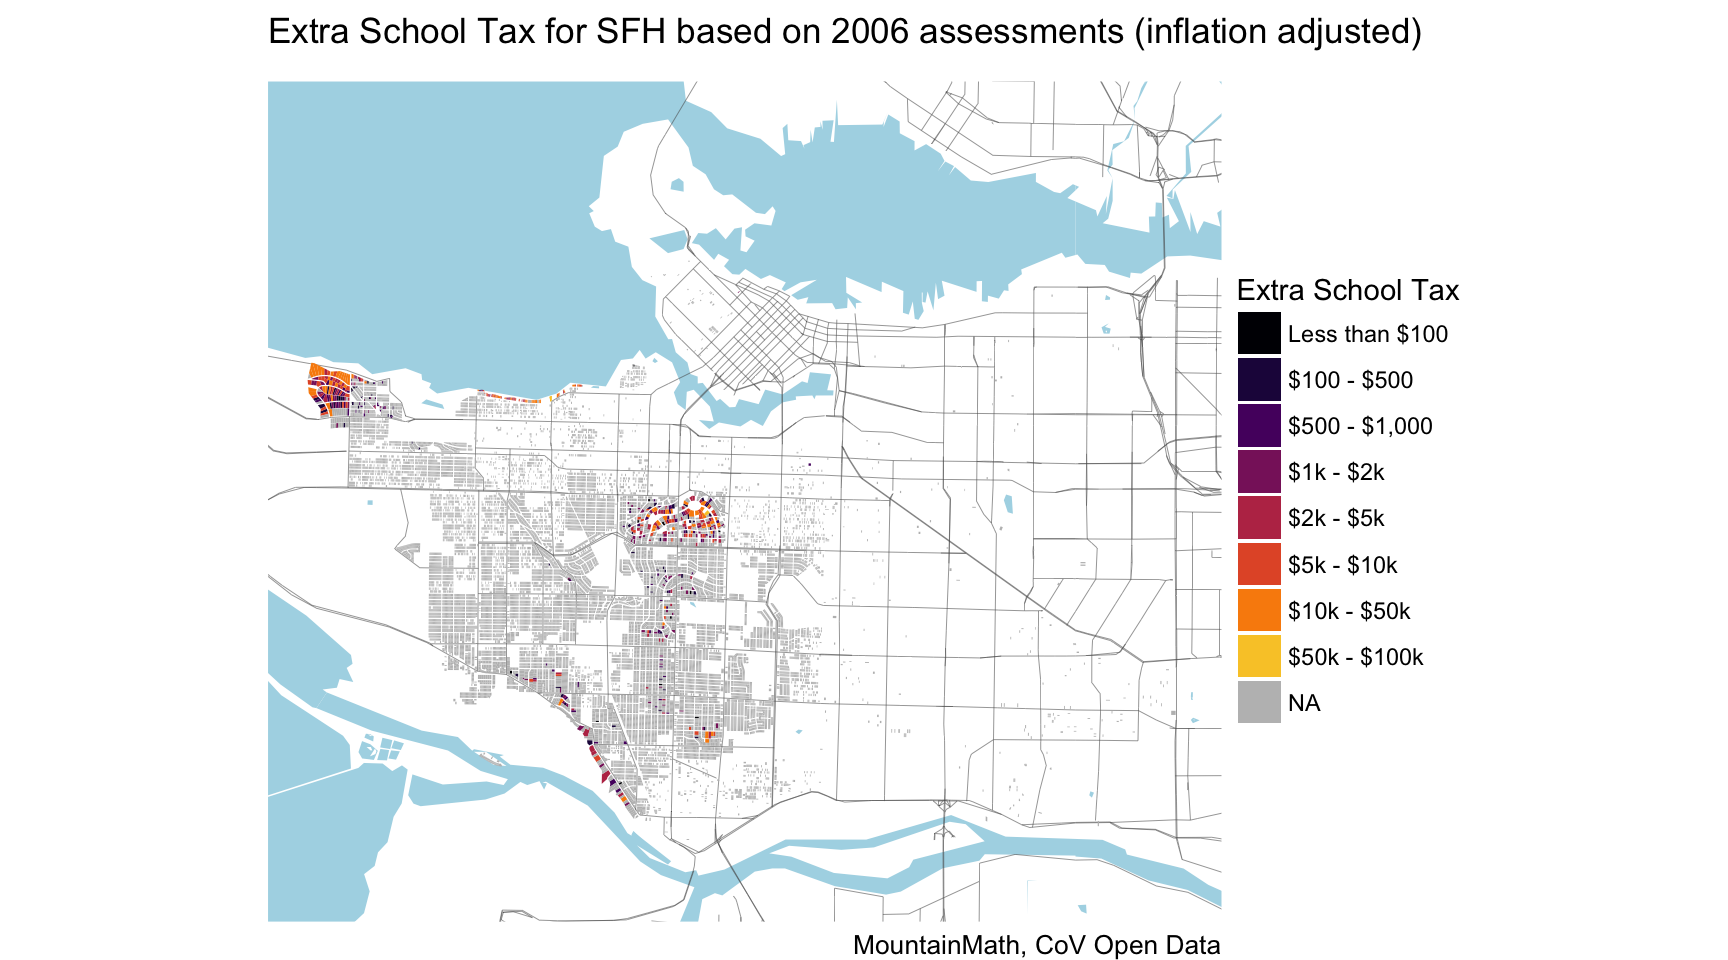 Extra School Tax for SFH based on 2006 assessments (inflation adjusted)
Extra School Tax
Less than $100
$100 - $500
$500 - $1,000
$1k - $2k
$2k - $5k
$5k - $10k
$10k - $50k
$50k - $100k
NA
MountainMath, CoV Open Data